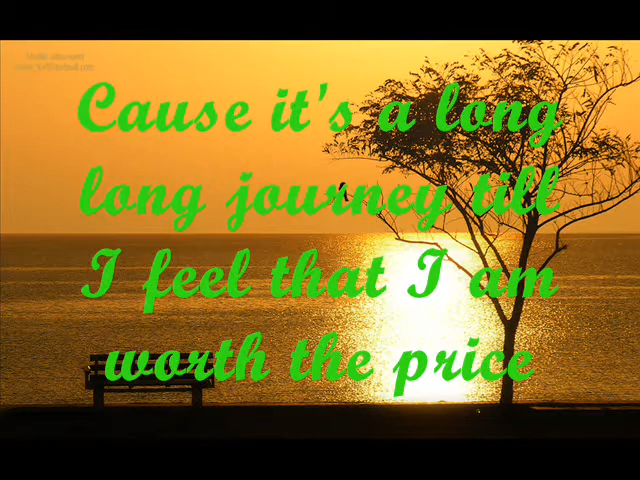 Cause it's a long
long journey till
I feel that I am
worth the price